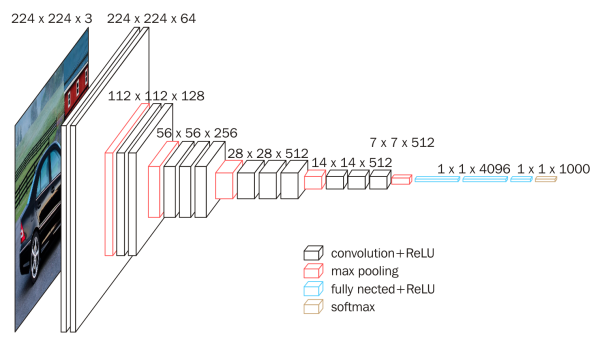 224 x 224 x 3
224 x 224 x 64
112 x 112 x 128
56 x 56 x 256
28 x 28 x 512
14 x 14 x 512
7 x 7 x 512
1 x 1 x 4096
1 x 1 x 1000
convolution+ReLU
max pooling
fully nected+ReLU
softmax